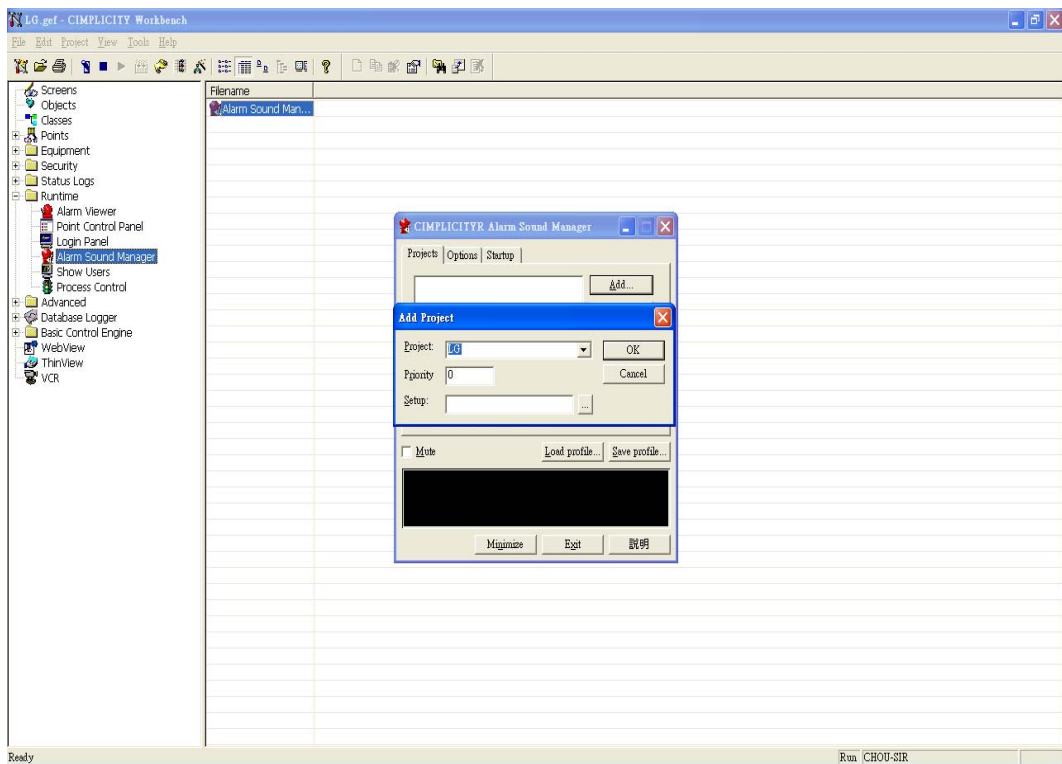 LG.gef - CIMPLICITY Workbench
File Edit Project View Tools Help
Screens
Objects
Classes
Points
Equipment
Security
Status Logs
Runtime
Alarm Viewer
Point Control Panel
Login Panel
Alarm Sound Manager
Show Users
Process Control
Advanced
Database Logger
Basic Control Engine
WebView
ThinView
VCR
Filename
Alarm Sound Man...
CIMPLICITYR Alarm Sound Manager
Projects Options Startup
Add...
Add Project
Project: LG OK
Priority 0 Cancel
Setup: ...
Mute Load profile... Save profile...
Minimize Exit 說明
Ready Run CHOU-SIR